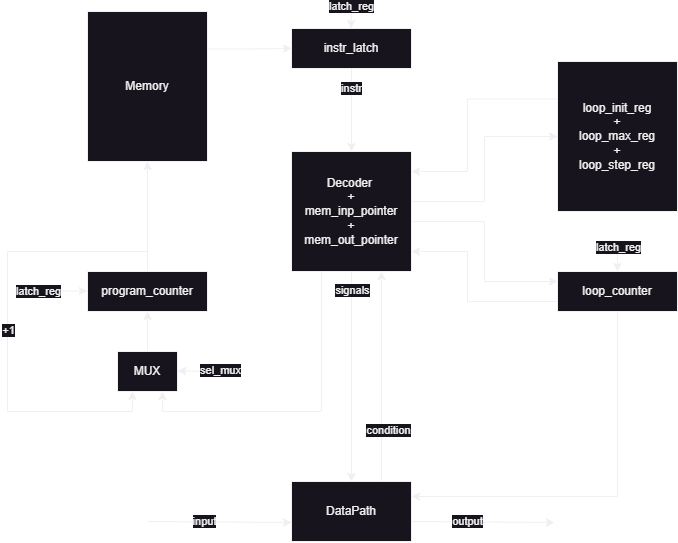 latch_reg
instr_latch
Memory
instr
loop_init_reg
+
loop_max_reg
+
loop_step_reg
Decoder
+
mem_inp_pointer
+
mem_out_pointer
latch_reg
latch_reg
program_counter
signals
loop_counter
+1
MUX
sel_mux
condition
DataPath
input
output